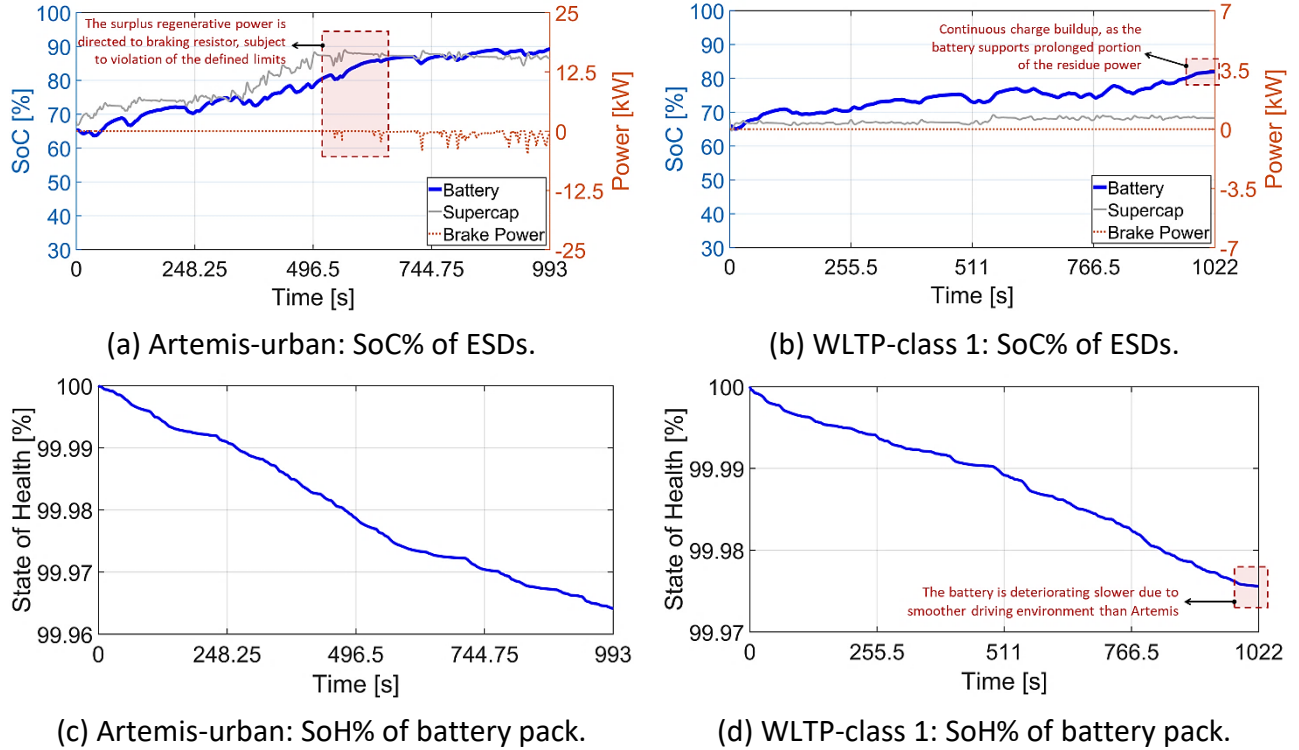 The surplus regenerative power is
directed to braking resistor, subject
to violation of the defined limits
100
90
80
70
60
50
40
30
SoC [%]
25
12.5
0
-12.5
-25
Power [kW]
Battery
Supercap
Brake Power
0
248.25
496.5
744.75
993
Time [s]
(a) Artemis-urban: SoC% of ESDs.
Continuous charge buildup, as the
battery supports prolonged portion
of the residue power
100
90
80
70
60
50
40
30
SoC [%]
7
3.5
0
-3.5
-7
Power [kW]
Battery
Supercap
Brake Power
0
255.5
511
766.5
1022
Time [s]
(b) WLTP-class 1: SoC% of ESDs.
100
99.99
99.98
99.97
99.96
State of Health [%]
0
248.25
496.5
744.75
993
Time [s]
(c) Artemis-urban: SoH% of battery pack.
100
99.99
99.98
99.97
State of Health [%]
The battery is deteriorating slower due to
smoother driving environment than Artemis
0
255.5
511
766.5
1022
Time [s]
(d) WLTP-class 1: SoH% of battery pack.